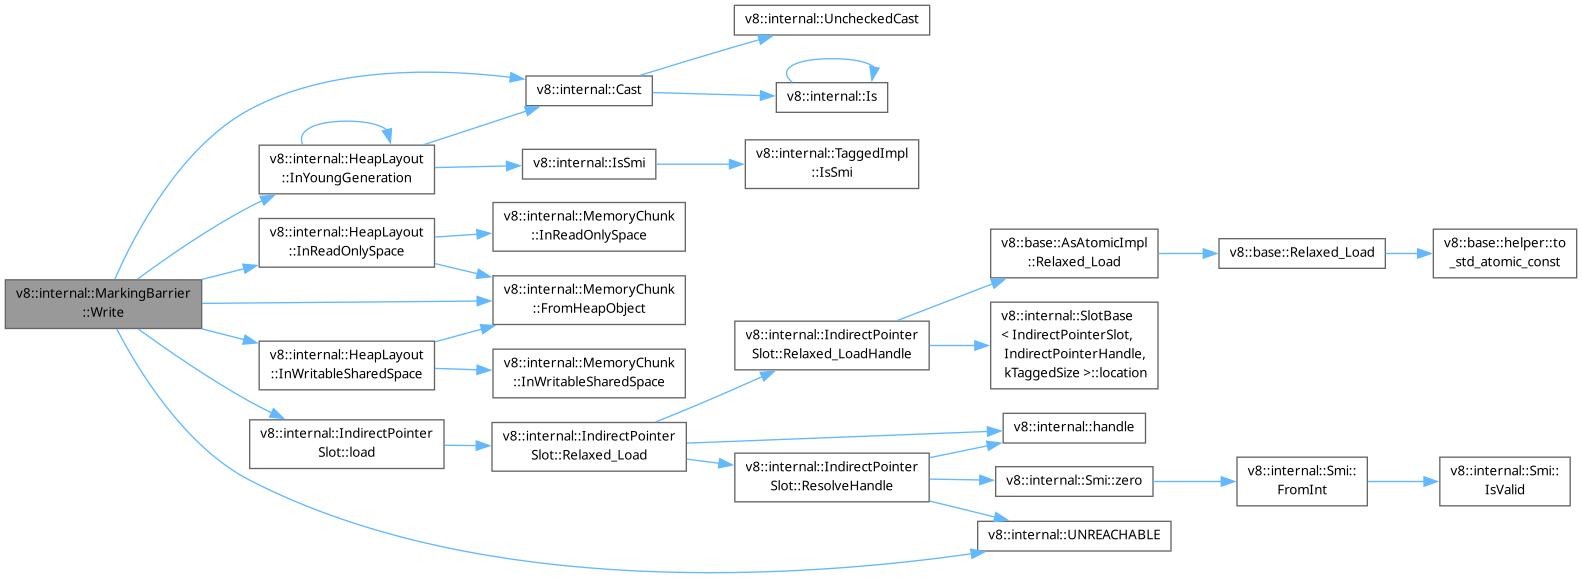 v8::internal::MarkingBarrier
::Write
v8::internal::HeapLayout
::InYoungGeneration
v8::internal::HeapLayout
::InReadOnlySpace
v8::internal::HeapLayout
::InWritableSharedSpace
v8::internal::IndirectPointer
Slot::load
v8::internal::Cast
v8::internal::IsSmi
v8::internal::MemoryChunk
::InReadOnlySpace
v8::internal::MemoryChunk
::FromHeapObject
v8::internal::MemoryChunk
::InWritableSharedSpace
v8::internal::IndirectPointer
Slot::Relaxed_Load
v8::internal::UncheckedCast
v8::internal::Is
v8::internal::TaggedImpl
::IsSmi
v8::internal::IndirectPointer
Slot::Relaxed_LoadHandle
v8::internal::IndirectPointer
Slot::ResolveHandle
v8::base::AsAtomicImpl
::Relaxed_Load
v8::internal::SlotBase
< IndirectPointerSlot,
IndirectPointerHandle,
kTaggedSize >::location
v8::internal::handle
v8::internal::Smi::zero
v8::internal::UNREACHABLE
v8::base::Relaxed_Load
v8::internal::Smi::
FromInt
v8::base::helper::to
_std_atomic_const
v8::internal::Smi::
IsValid